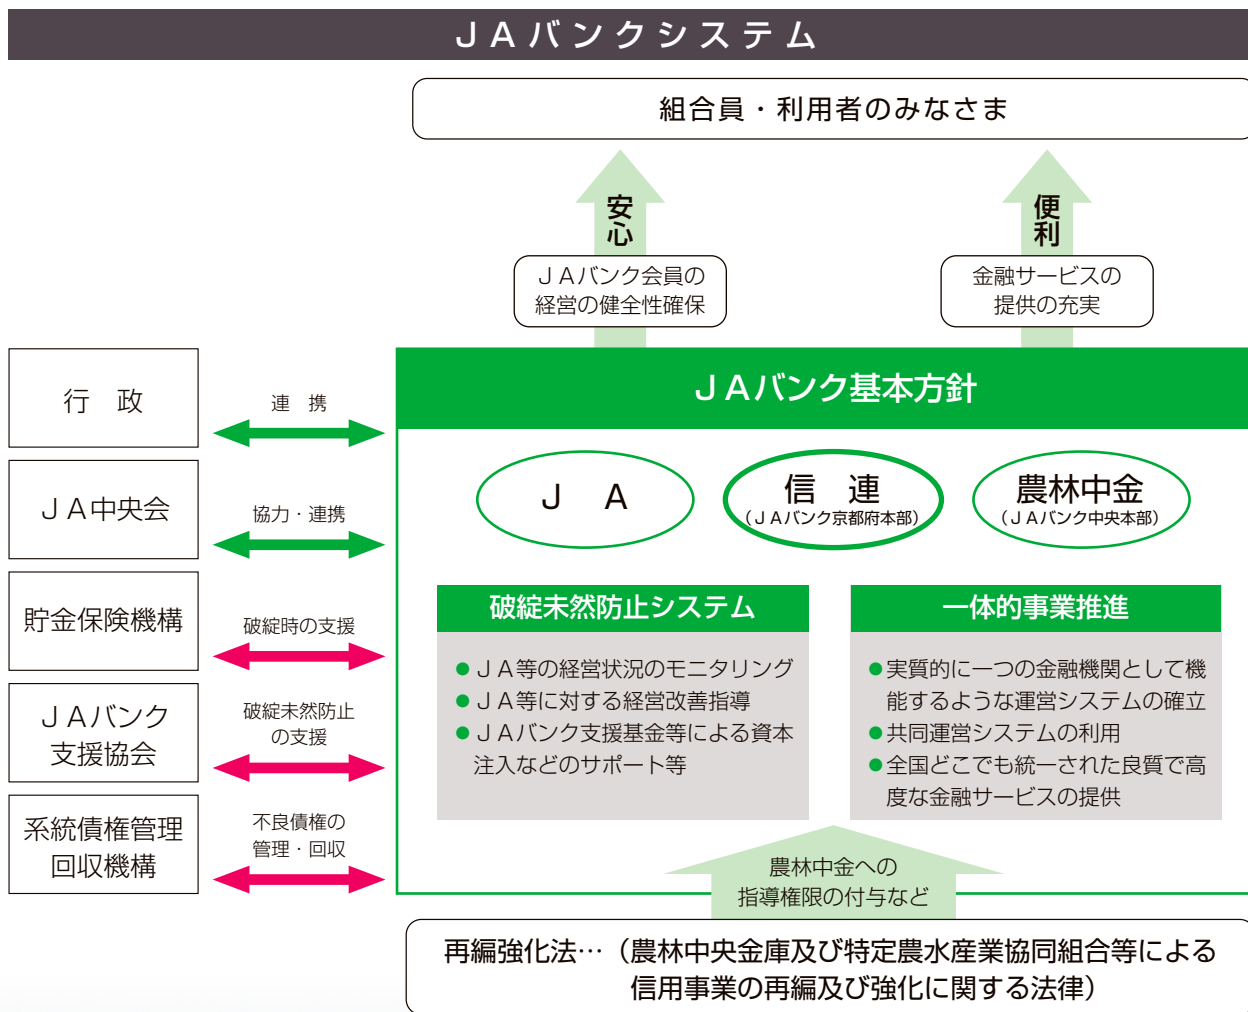 JAバンクシステム
組合員・利用者のみなさま
安心
便利
JAバンク会員の
経営の健全性確保
金融サービスの
提供の充実
行　政
連　携
JA中央会
協力・連携
貯金保険機構
破綻時の支援
JAバンク
支援協会
破綻未然防止
の支援
系統債権管理
回収機構
不良債権の
管理・回収
JAバンク基本方針
J　A
信　連
（JAバンク京都府本部）
農林中金
（JAバンク中央本部）
破綻未然防止システム
●JA等の経営状況のモニタリング
●JA等に対する経営改善指導
●JAバンク支援基金等による資本
注入などのサポート等
一体的事業推進
●実質的に一つの金融機関として機
能するような運営システムの確立
●共同運営システムの利用
●全国どこでも統一された良質で高
度な金融サービスの提供
農林中金への
指導権限の付与など
再編強化法…（農林中央金庫及び特定農水産業協同組合等による
信用事業の再編及び強化に関する法律）